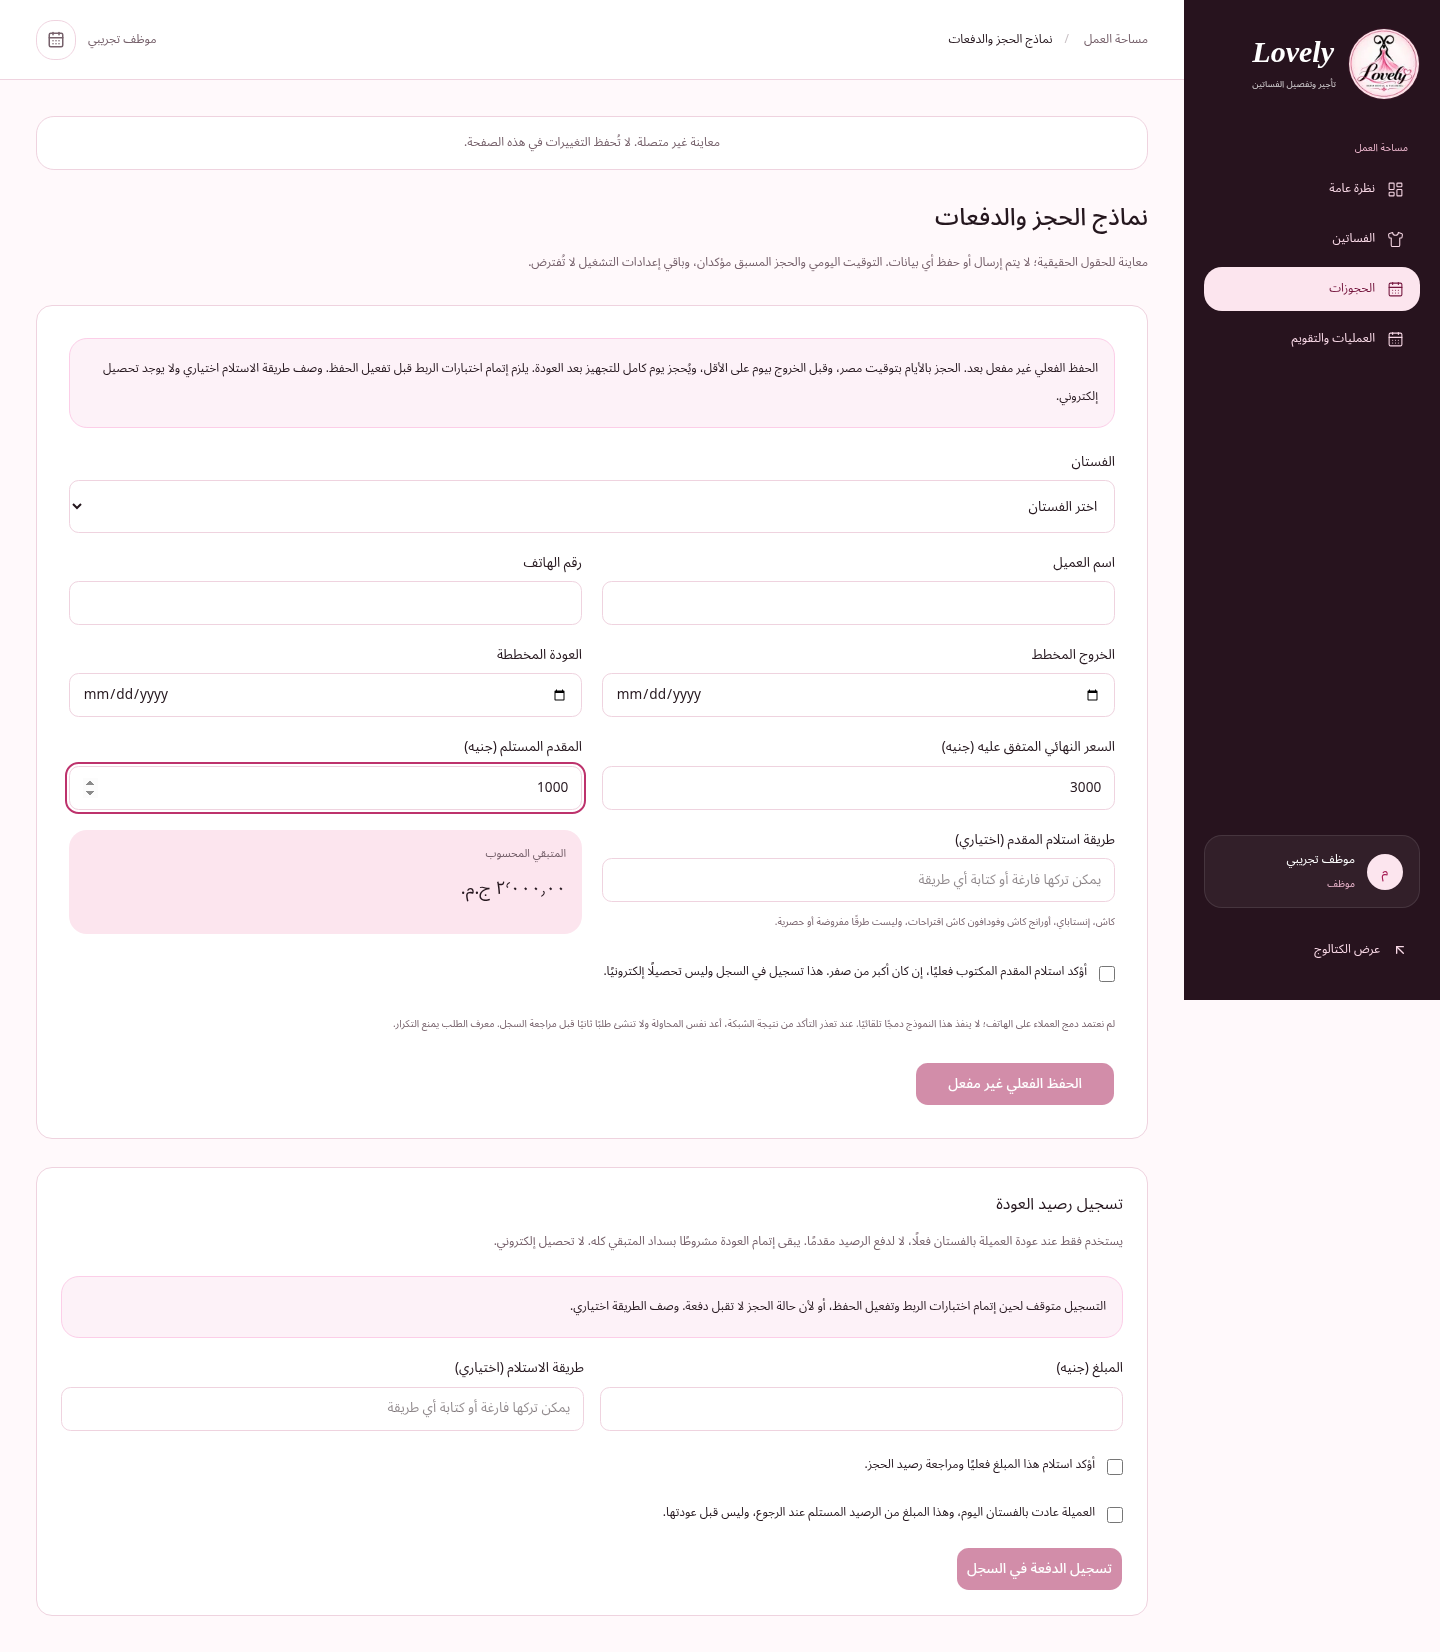 Lovely
Lovely
تأجير وتفصيل الفساتين
مساحة العمل
نظرة عامة
الفساتين
الحجوزات
العمليات والتقويم
م
موظف تجريبي
موظف
عرض الكتالوج
مساحة العمل / نماذج الحجز والدفعات
موظف تجريبي
معاينة غير متصلة. لا تُحفظ التغييرات في هذه الصفحة.
نماذج الحجز والدفعات
معاينة للحقول الحقيقية؛ لا يتم إرسال أو حفظ أي بيانات. التوقيت اليومي والحجز المسبق مؤكدان، وباقي إعدادات التشغيل لا تُفترض.
الحفظ الفعلي غير مفعل بعد. الحجز بالأيام بتوقيت مصر، وقبل الخروج بيوم على الأقل، ويُحجز يوم كامل للتجهيز بعد العودة. يلزم إتمام اختبارات الربط قبل تفعيل الحفظ. وصف طريقة الاستلام اختياري ولا يوجد تحصيل
إلكتروني.
الفستان
اختر الفستان
اسم العميل
رقم الهاتف
الخروج المخطط
العودة المخططة
mm/dd/yyyy
mm/dd/yyyy
السعر النهائي المتفق عليه (جنيه)
المقدم المستلم (جنيه)
3000
1000
طريقة استلام المقدم (اختياري)
يمكن تركها فارغة أو كتابة أي طريقة
كاش، إنستاباي، أورانج كاش وفودافون كاش اقتراحات، وليست طرقًا مفروضة أو حصرية.
المتبقي المحسوب
٢٬٠٠٠٫٠٠ ج.م.
أؤكد استلام المقدم المكتوب فعليًا، إن كان أكبر من صفر. هذا تسجيل في السجل وليس تحصيلًا إلكترونيًا.
لم نعتمد دمج العملاء على الهاتف؛ لا ينفذ هذا النموذج دمجًا تلقائيًا. عند تعذر التأكد من نتيجة الشبكة، أعد نفس المحاولة ولا تنشئ طلبًا ثانيًا قبل مراجعة السجل. معرف الطلب يمنع التكرار.
الحفظ الفعلي غير مفعل
تسجيل رصيد العودة
يستخدم فقط عند عودة العميلة بالفستان فعلًا، لا لدفع الرصيد مقدمًا. يبقى إتمام العودة مشروطًا بسداد المتبقي كله. لا تحصيل إلكتروني.
التسجيل متوقف لحين إتمام اختبارات الربط وتفعيل الحفظ، أو لأن حالة الحجز لا تقبل دفعة. وصف الطريقة اختياري.
المبلغ (جنيه)
طريقة الاستلام (اختياري)
يمكن تركها فارغة أو كتابة أي طريقة
أؤكد استلام هذا المبلغ فعليًا ومراجعة رصيد الحجز.
العميلة عادت بالفستان اليوم، وهذا المبلغ من الرصيد المستلم عند الرجوع، وليس قبل عودتها.
تسجيل الدفعة في السجل